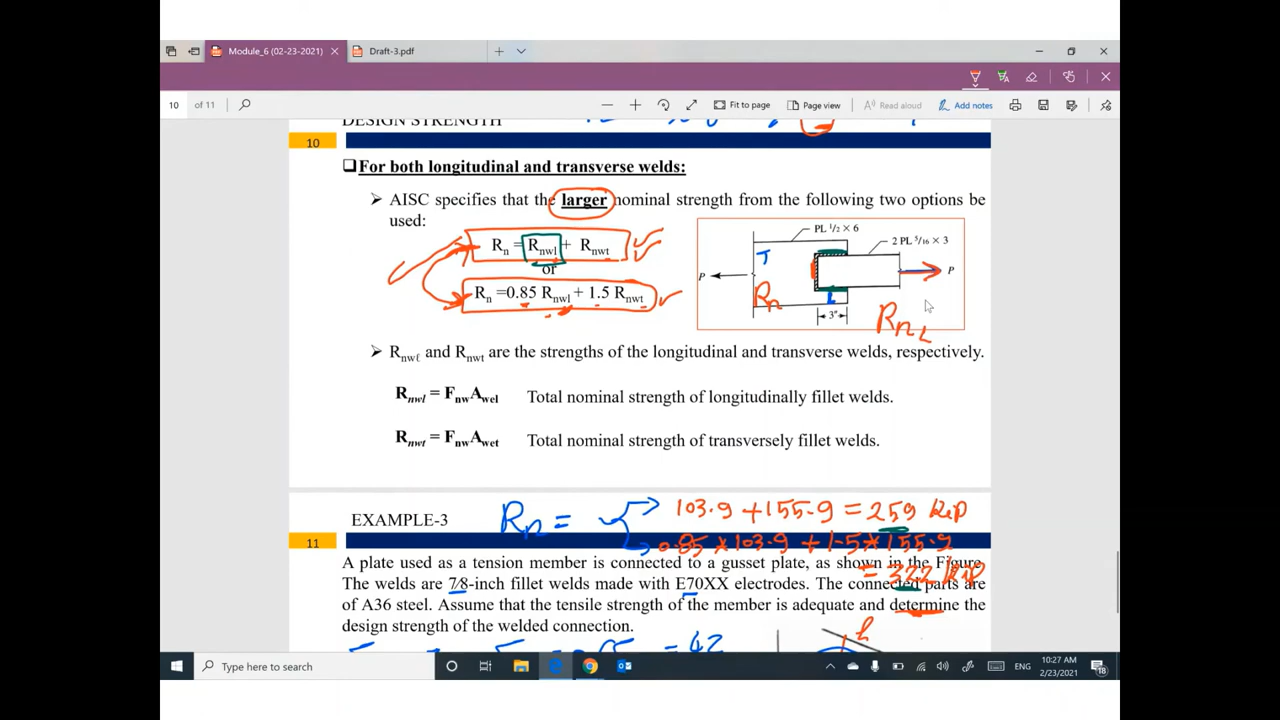 Module_6 (02-23-2021)
Draft-3.pdf
10 of 11
Fit to page
Page view
Read aloud
Add notes
DESIGN STRENGTH
10
For both longitudinal and transverse welds:
AISC specifies that the larger nominal strength from the following two options be
used:
Rn = Rnwl + Rnwt
or
Rn =0.85 Rnwl + 1.5 Rnwt
PL 1/2 × 6
2 PL 5/16 × 3
P
P
3"
T
L
Rn
RnL
Rnwℓ and Rnwt are the strengths of the longitudinal and transverse welds, respectively.
Rnwl = FnwAwel Total nominal strength of longitudinally fillet welds.
Rnwt = FnwAwet Total nominal strength of transversely fillet welds.
EXAMPLE-3
Rn =
103.9 + 155.9 = 259 kip
0.85 * 103.9 + 1.5 * 155.9
= 322 kip
11
A plate used as a tension member is connected to a gusset plate, as shown in the Figure.
The welds are 7⁄8-inch fillet welds made with E70XX electrodes. The connected parts are
of A36 steel. Assume that the tensile strength of the member is adequate and determine the
design strength of the welded connection.
= 42
h
Type here to search
ENG
10:27 AM
2/23/2021
18